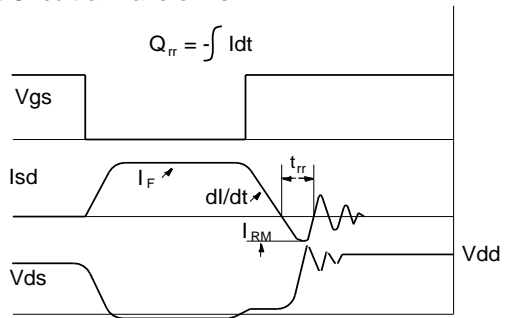 Qrr = -∫ Idt
Vgs
Isd
IF
dI/dt
trr
IRM
Vds
Vdd